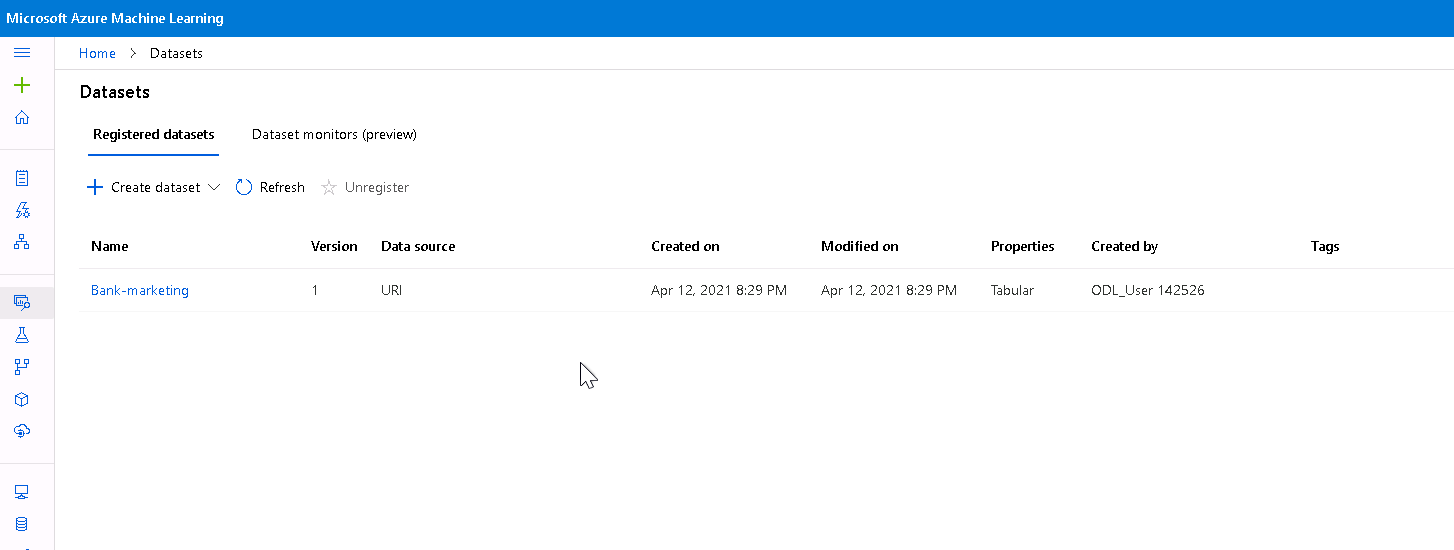 Microsoft Azure Machine Learning
Home > Datasets
Datasets
Registered datasets Dataset monitors (preview)
Create dataset Refresh Unregister
Name Version Data source Created on Modified on Properties Created by Tags
Bank-marketing 1 URI Apr 12, 2021 8:29 PM Apr 12, 2021 8:29 PM Tabular ODL_User 142526